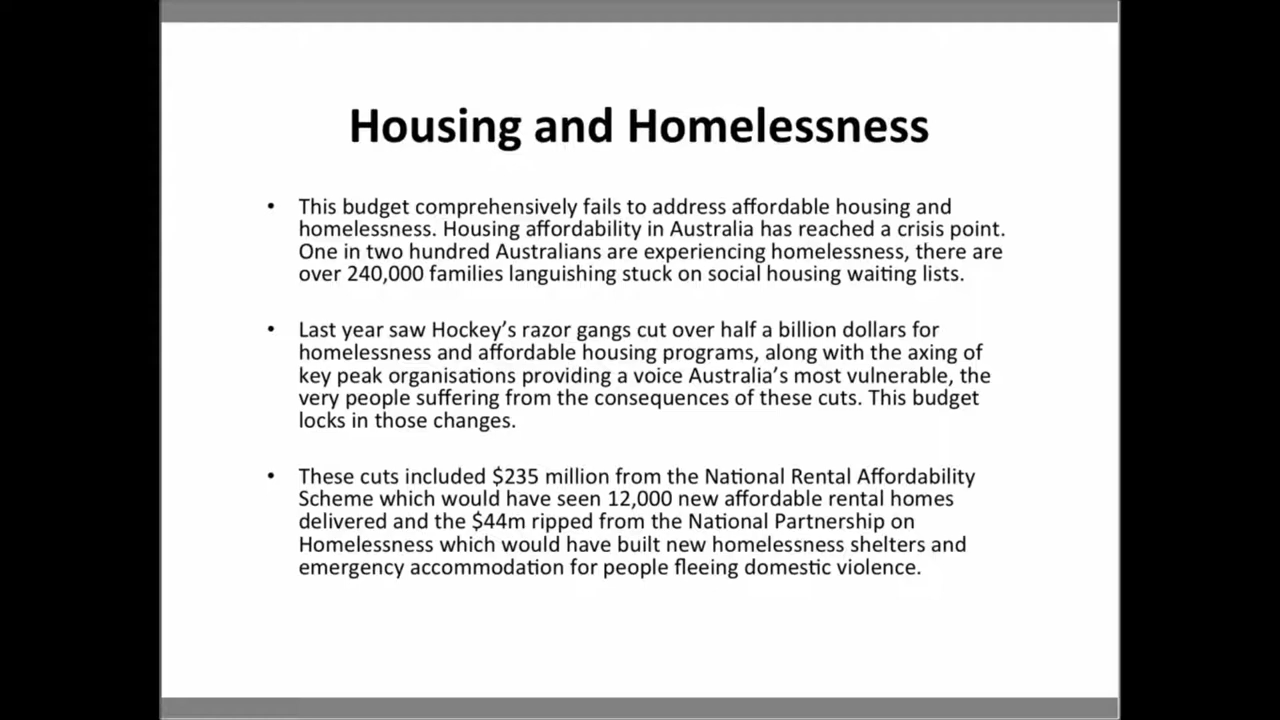 Housing and Homelessness
• This budget comprehensively fails to address affordable housing and
homelessness. Housing affordability in Australia has reached a crisis point.
One in two hundred Australians are experiencing homelessness, there are
over 240,000 families languishing stuck on social housing waiting lists.
• Last year saw Hockey's razor gangs cut over half a billion dollars for
homelessness and affordable housing programs, along with the axing of
key peak organisations providing a voice Australia's most vulnerable, the
very people suffering from the consequences of these cuts. This budget
locks in those changes.
• These cuts included $235 million from the National Rental Affordability
Scheme which would have seen 12,000 new affordable rental homes
delivered and the $44m ripped from the National Partnership on
Homelessness which would have built new homelessness shelters and
emergency accommodation for people fleeing domestic violence.